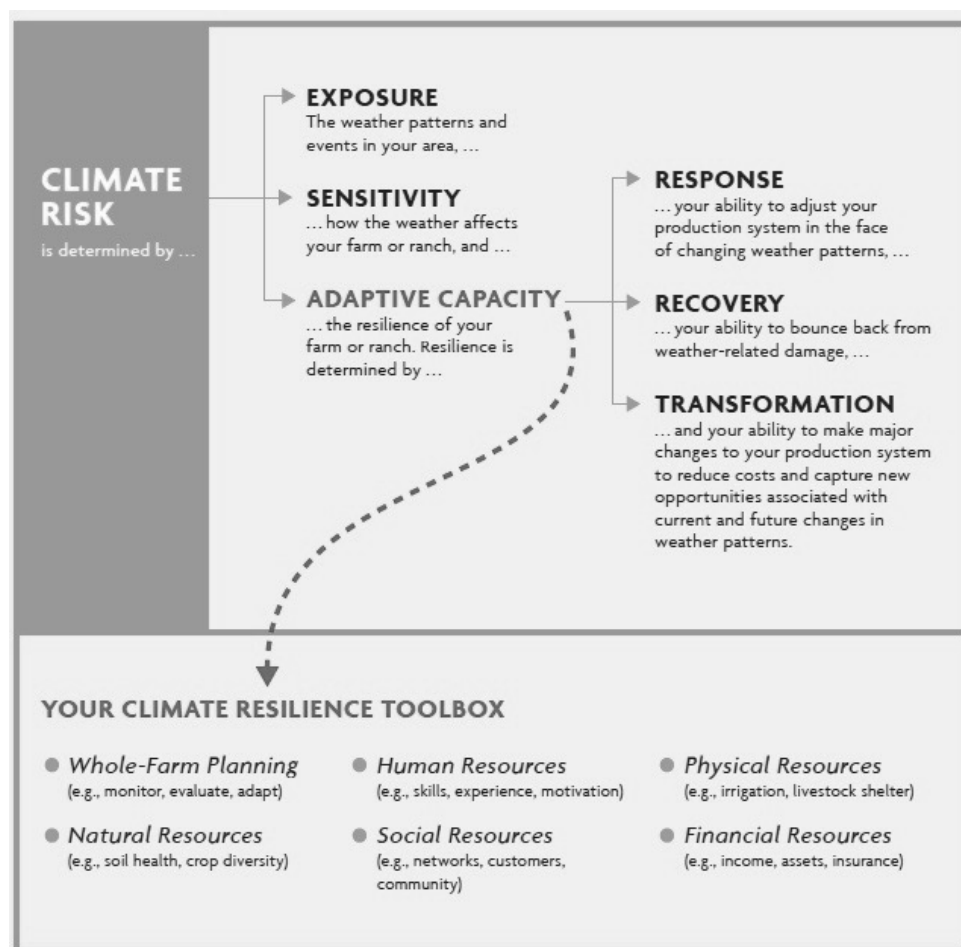 CLIMATE
RISK
is determined by ...
EXPOSURE
The weather patterns and
events in your area, ...
SENSITIVITY
... how the weather affects
your farm or ranch, and ...
ADAPTIVE CAPACITY
... the resilience of your
farm or ranch. Resilience is
determined by ...
RESPONSE
... your ability to adjust your
production system in the face
of changing weather patterns, ...
RECOVERY
... your ability to bounce back from
weather-related damage, ...
TRANSFORMATION
... and your ability to make major
changes to your production system
to reduce costs and capture new
opportunities associated with
current and future changes in
weather patterns.
YOUR CLIMATE RESILIENCE TOOLBOX
Whole-Farm Planning
(e.g., monitor, evaluate, adapt)
Natural Resources
(e.g., soil health, crop diversity)
Human Resources
(e.g., skills, experience, motivation)
Social Resources
(e.g., networks, customers,
community)
Physical Resources
(e.g., irrigation, livestock shelter)
Financial Resources
(e.g., income, assets, insurance)